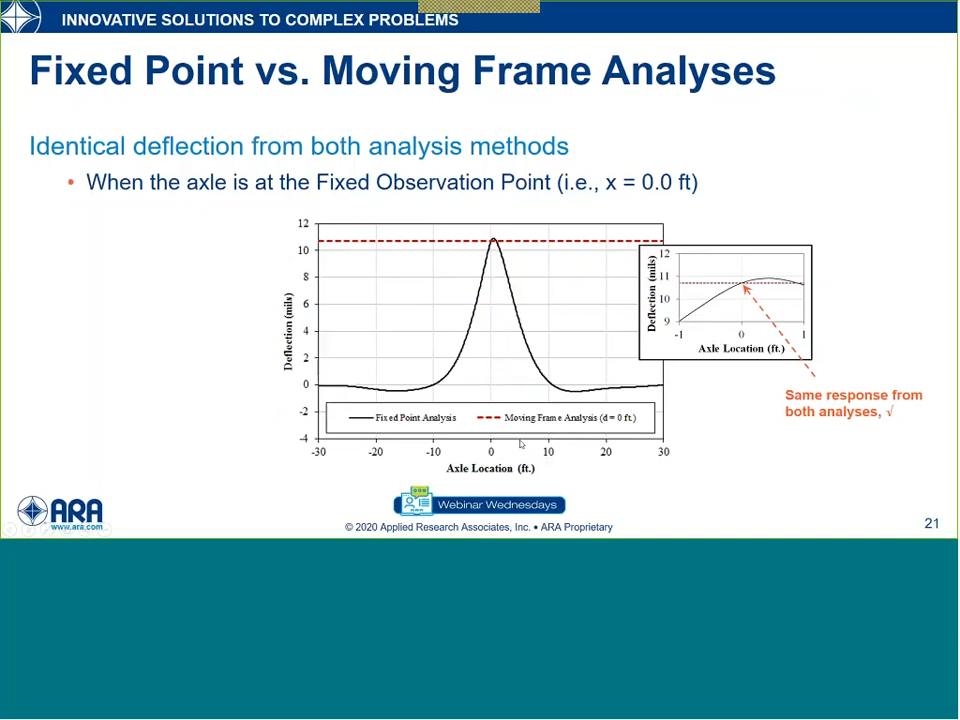 INNOVATIVE SOLUTIONS TO COMPLEX PROBLEMS
Fixed Point vs. Moving Frame Analyses
Identical deflection from both analysis methods
• When the axle is at the Fixed Observation Point (i.e., x = 0.0 ft)
12
10
8
6
4
2
0
-2
-4
Deflection (mils)
-30 -20 -10 0 10 20 30
Axle Location (ft.)
Fixed Point Analysis
Moving Frame Analysis (d = 0 ft.)
12
11
10
9
Deflection (mils)
-1 0 1
Axle Location (ft.)
Same response from
both analyses, √
ARA
www.ara.com
Webinar Wednesdays
© 2020 Applied Research Associates, Inc. • ARA Proprietary
21